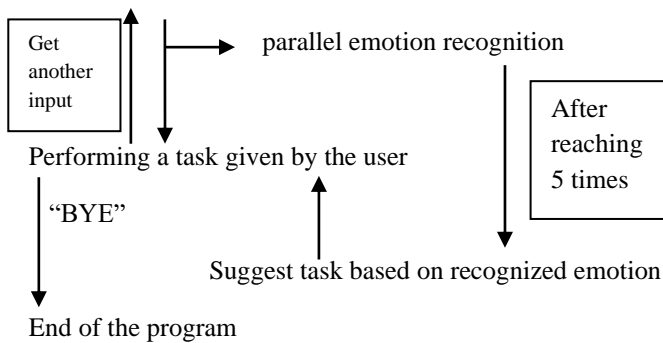 Get
another
input
parallel emotion recognition
After
reaching
5 times
Performing a task given by the user
“BYE”
Suggest task based on recognized emotion
End of the program